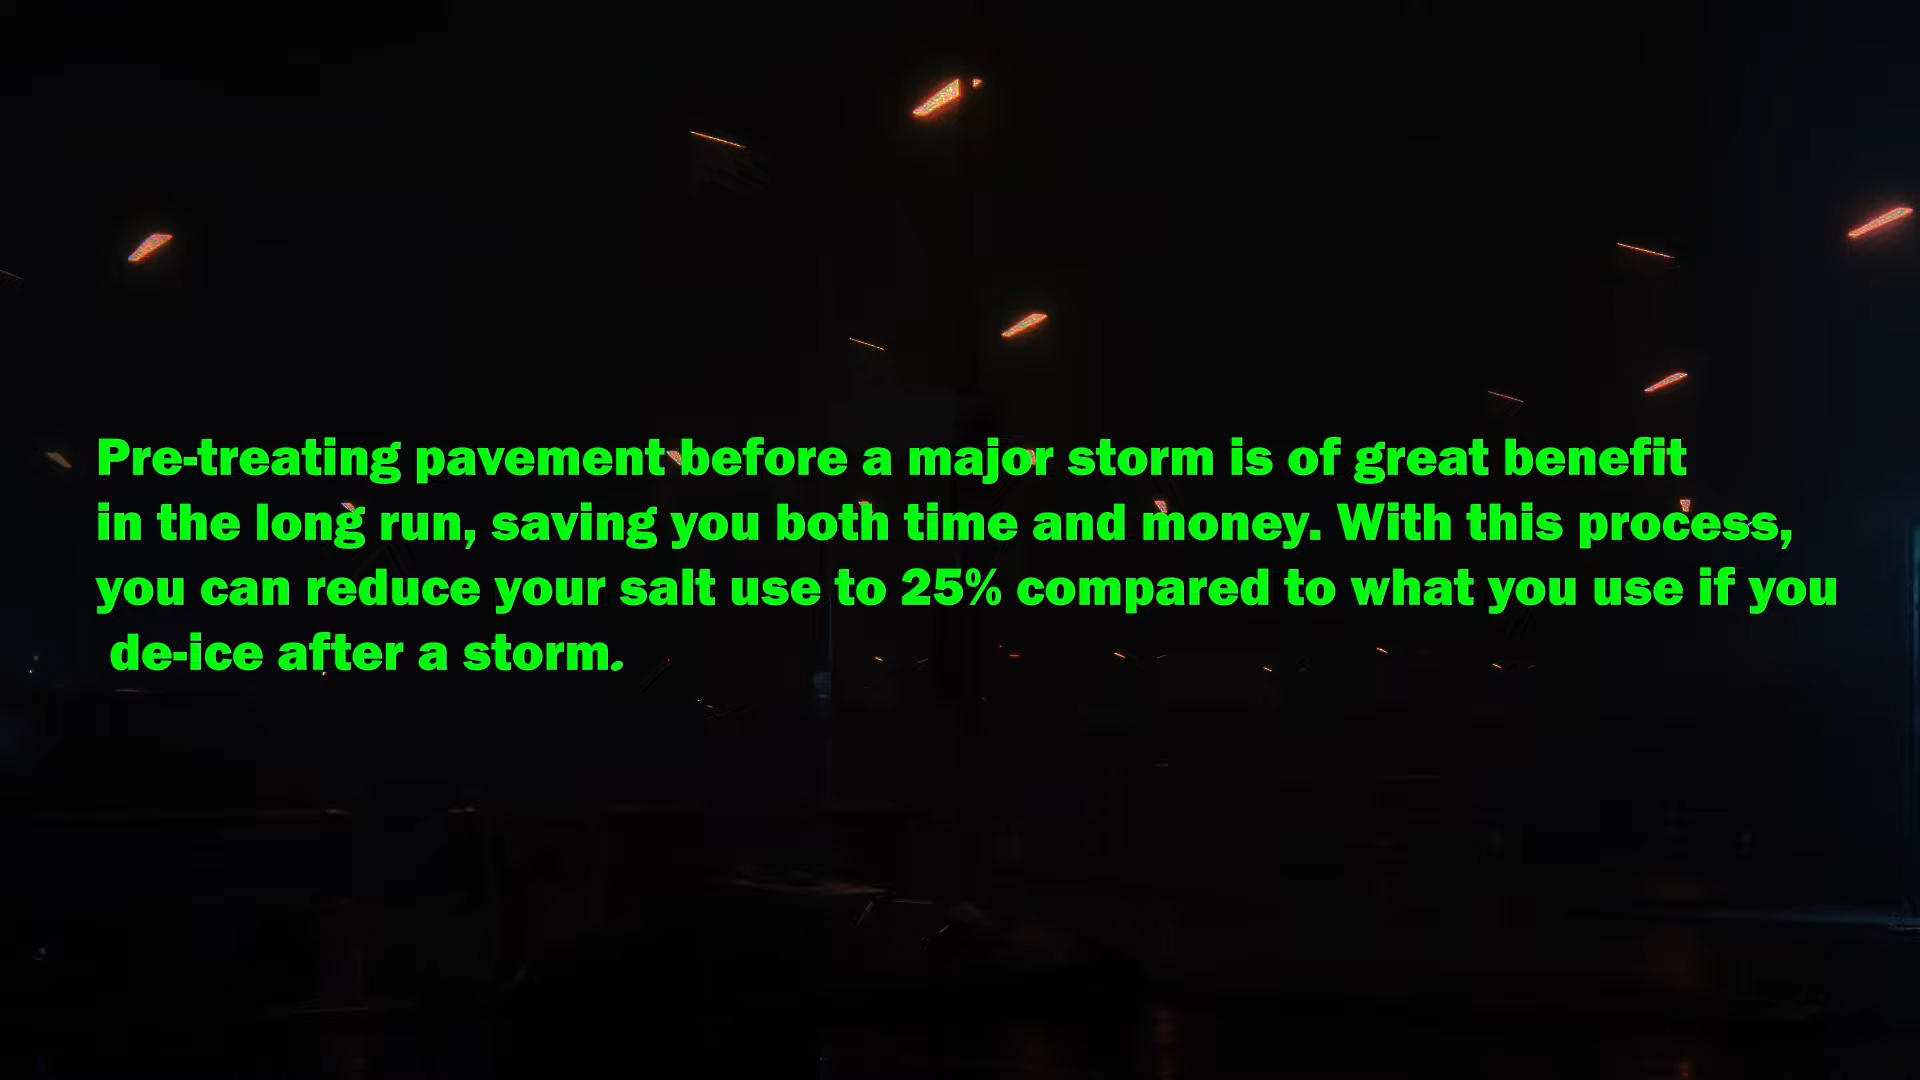 Pre-treating pavement before a major storm is of great benefit
in the long run, saving you both time and money. With this process,
you can reduce your salt use to 25% compared to what you use if you
de-ice after a storm.